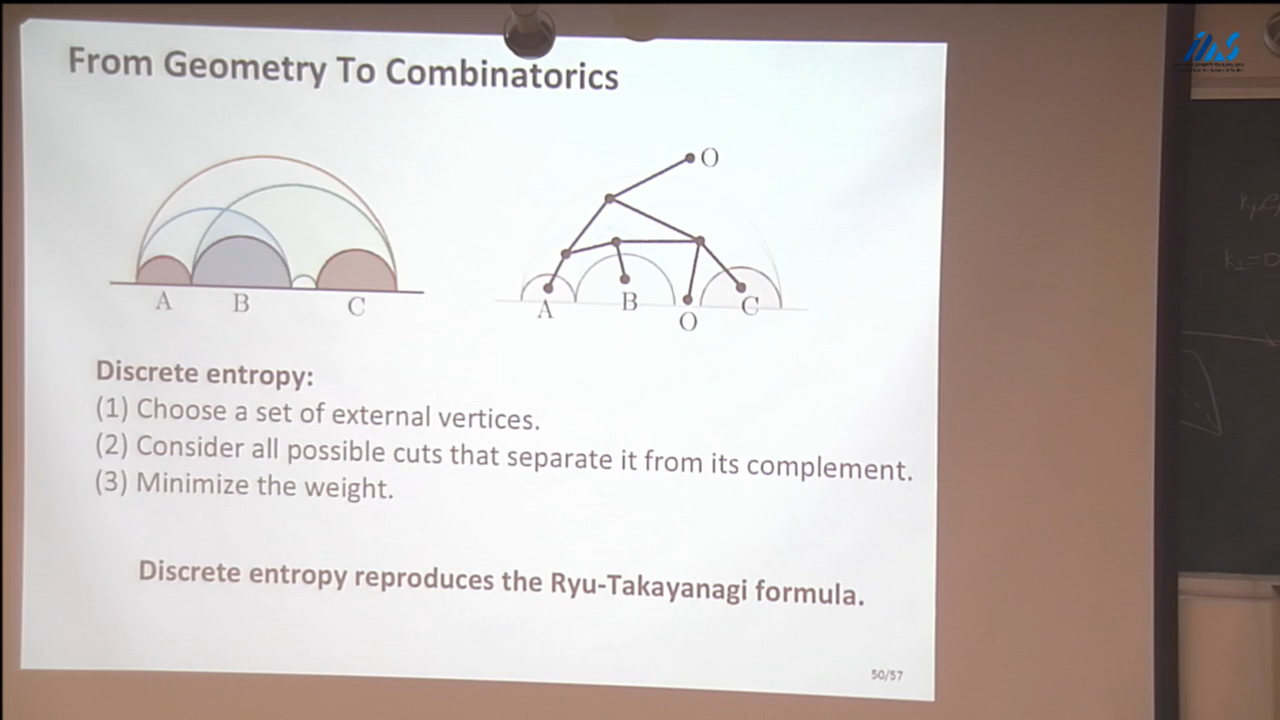 From Geometry To Combinatorics
O
A B C
A B O C
Discrete entropy:
(1) Choose a set of external vertices.
(2) Consider all possible cuts that separate it from its complement.
(3) Minimize the weight.
Discrete entropy reproduces the Ryu-Takayanagi formula.
50/57